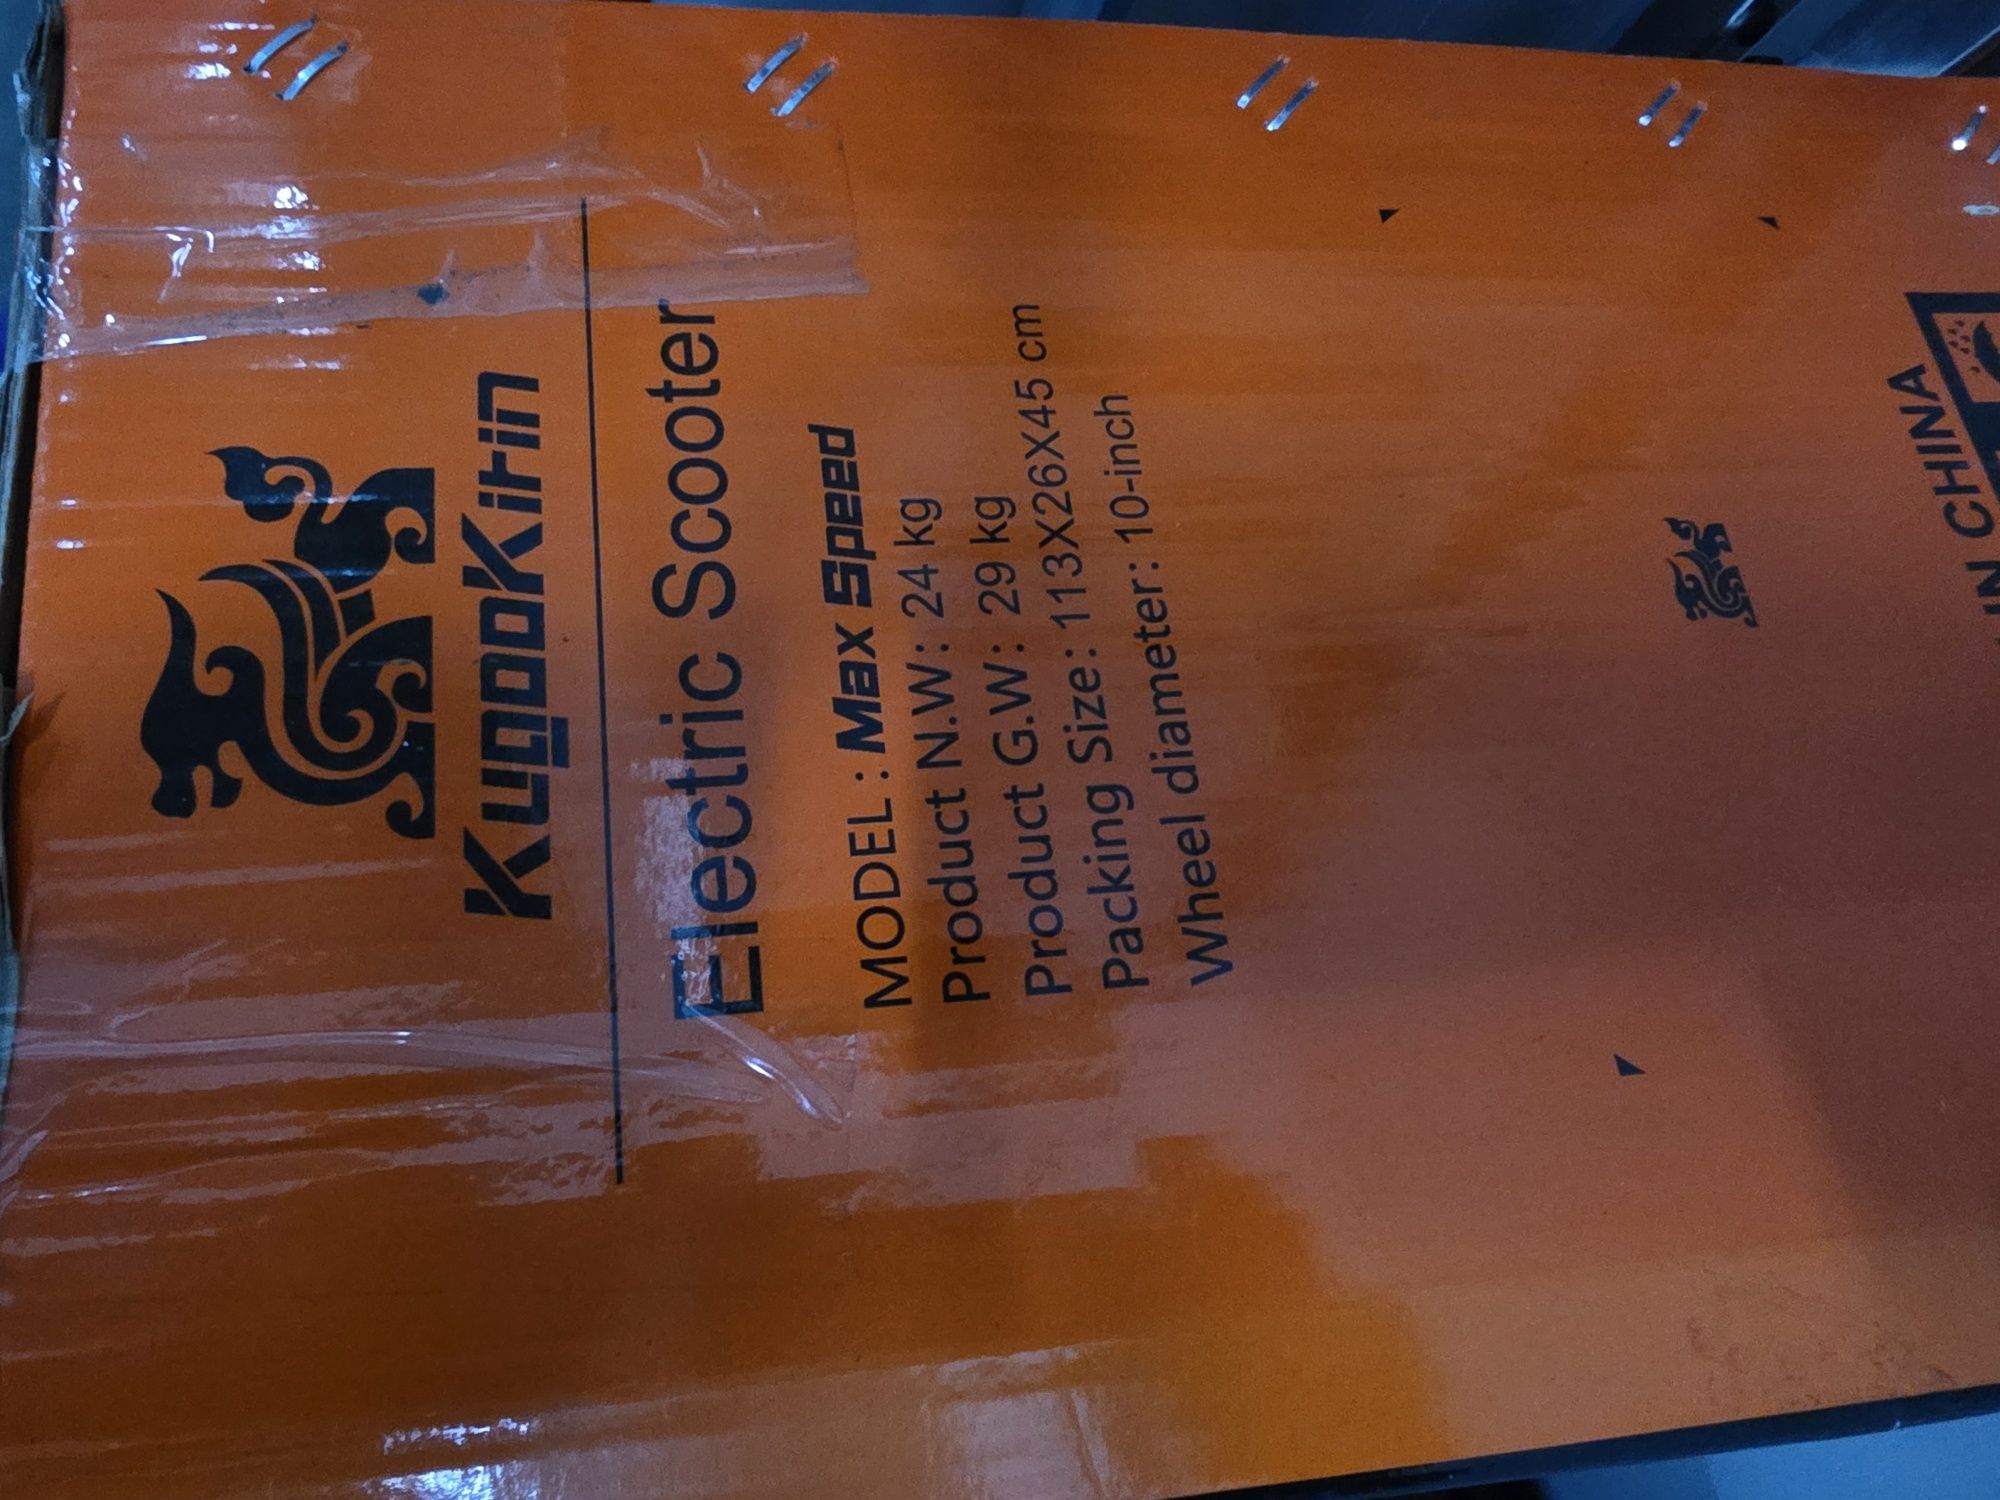 KugooKirin
Electric Scooter
MODEL : Max Speed
Product N.W: 24 kg
Product G.W: 29 kg
Packing Size: 113X26X45 cm
Wheel diameter: 10-inch
IN CHINA